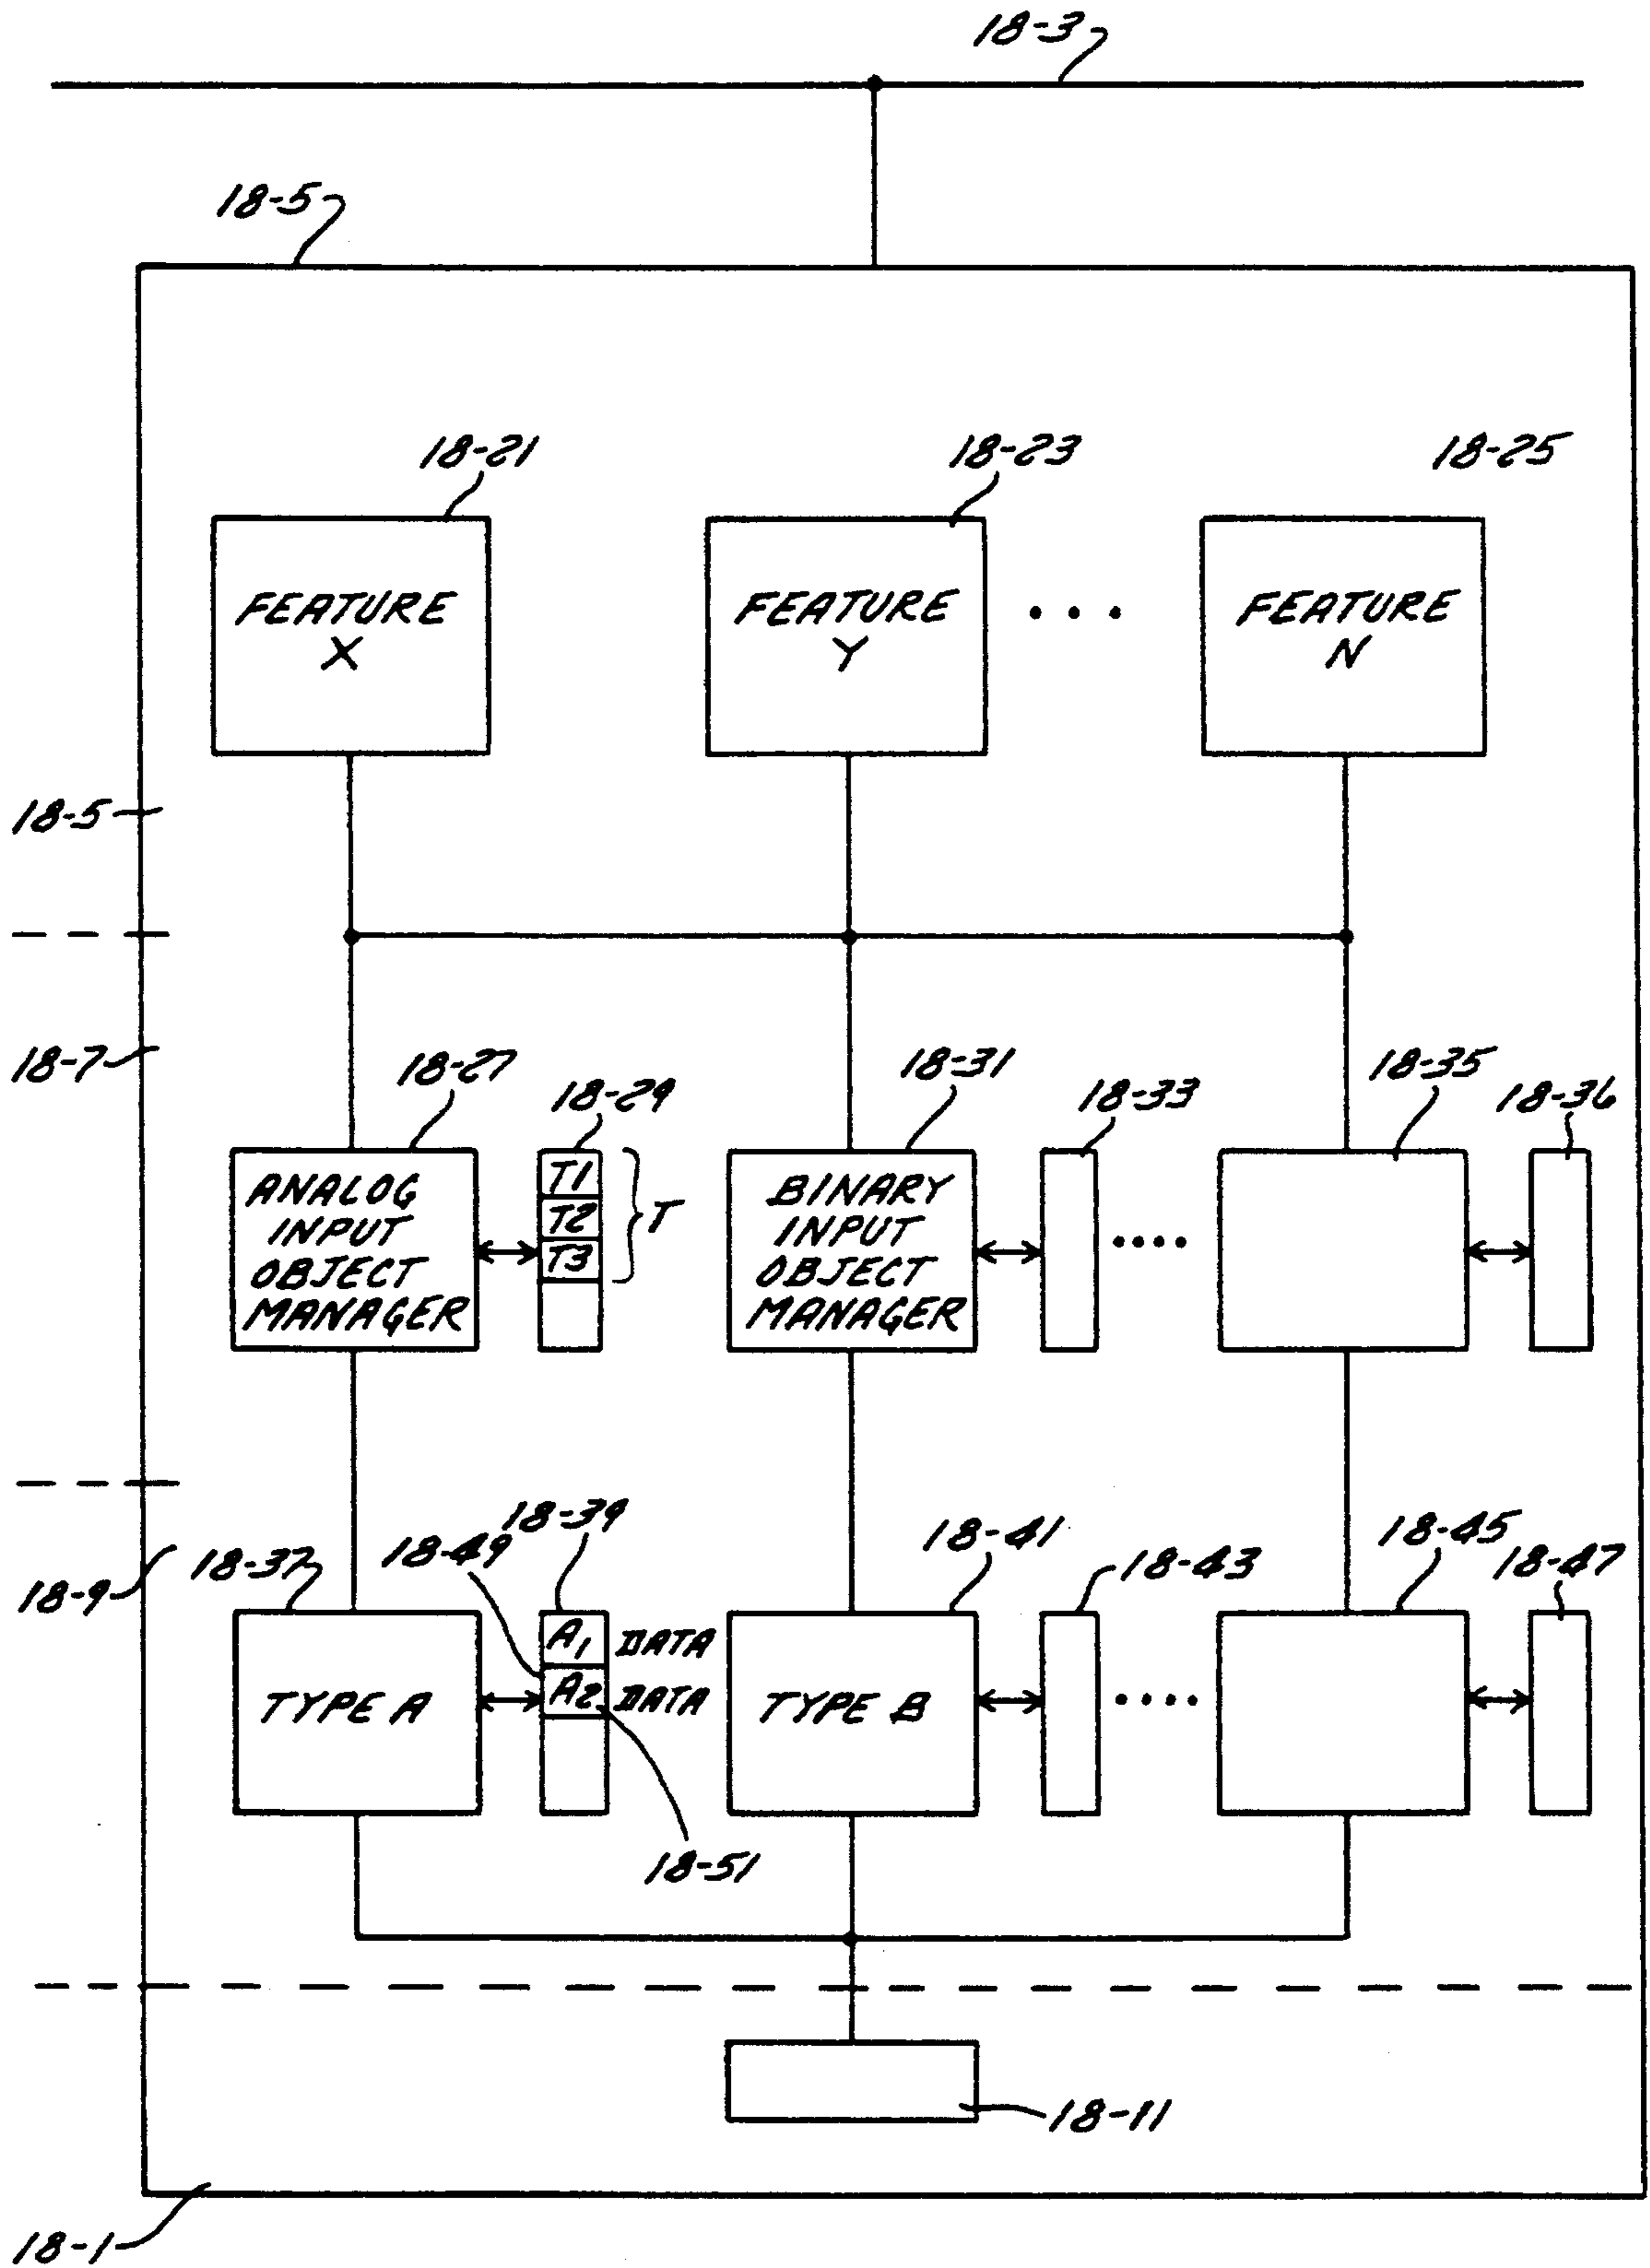 18-3
18-5
18-21
18-23
18-25
FEATURE
X
FEATURE
Y
. . .
FEATURE
N
18-5
18-7
18-27
18-29
18-31
18-33
18-35
18-36
ANALOG
INPUT
OBJECT
MANAGER
T1
T2
T3
} T
BINARY
INPUT
OBJECT
MANAGER
....
18-9
18-37
18-49
18-39
18-41
18-43
18-45
18-47
TYPE A
A1 DATA
A2 DATA
TYPE B
....
18-51
18-11
18-1